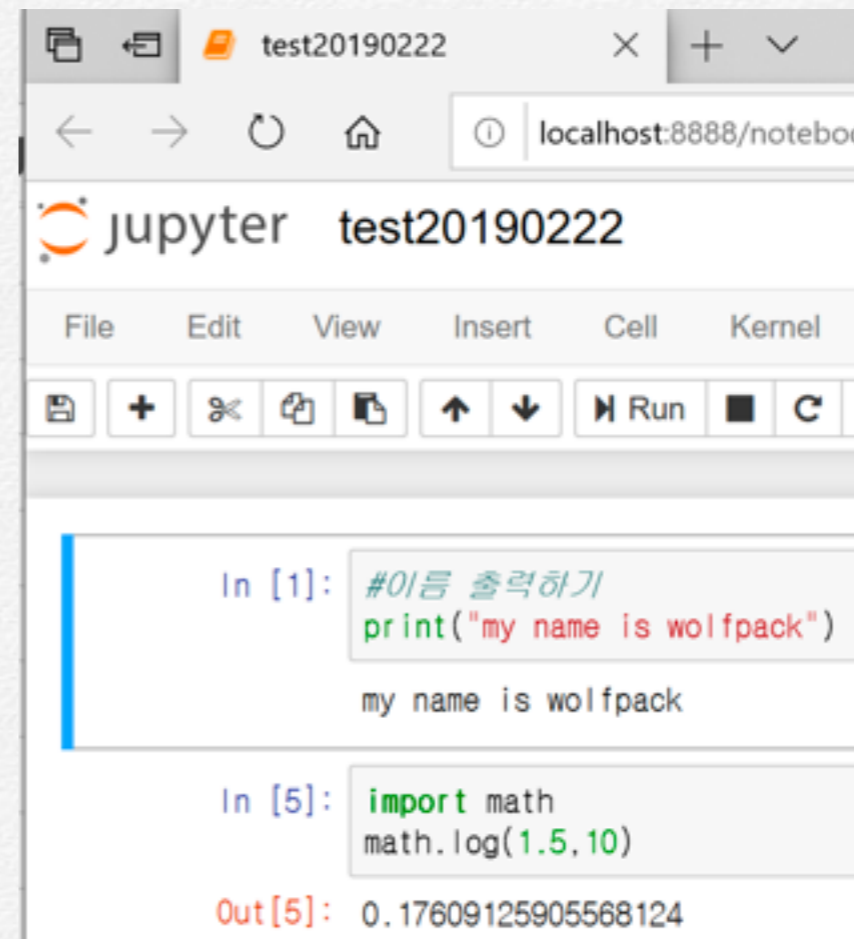 test20190222
localhost:8888/noteboo
jupyter test20190222
File Edit View Insert Cell Kernel
Run
In [1]: #이름 출력하기
print("my name is wolfpack")
my name is wolfpack
In [5]: import math
math.log(1.5,10)
Out[5]: 0.17609125905568124